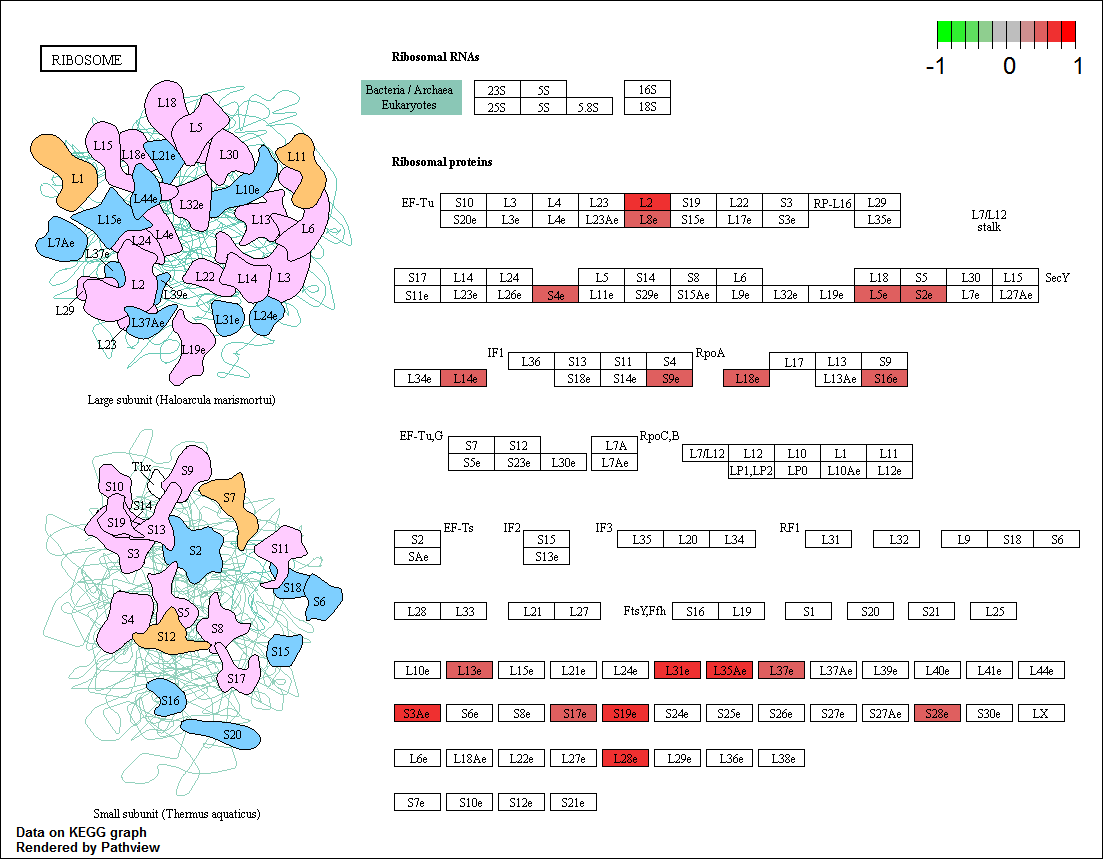 RIBOSOME
-1 0 1
Ribosomal RNAs
Bacteria / Archaea
Eukaryotes
23S 5S 16S
25S 5S 5.8S 18S
Ribosomal proteins
EF-Tu S10 L3 L4 L23 L2 S19 L22 S3 RP-L16 L29
S20e L3e L4e L23Ae L8e S15e L17e S3e L35e
L7/L12
stalk
S17 L14 L24 L5 S14 S8 L6 L18 S5 L30 L15 SecY
S11e L23e L26e S4e L11e S29e S15Ae L9e L32e L19e L5e S2e L7e L27Ae
IF1 L36 S13 S11 S4 RpoA L17 L13 S9
L34e L14e S18e S14e S9e L18e L13Ae S16e
EF-Tu,G S7 S12 L7A RpoC,B L7/L12 L12 L10 L1 L11
S5e S23e L30e L7Ae LP1,LP2 LP0 L10Ae L12e
S2 EF-Ts IF2 S15 IF3 L35 L20 L34 RF1 L31 L32 L9 S18 S6
SAe S13e
L28 L33 L21 L27 FtsY,Ffh S16 L19 S1 S20 S21 L25
L10e L13e L15e L21e L24e L31e L35Ae L37e L37Ae L39e L40e L41e L44e
S3Ae S6e S8e S17e S19e S24e S25e S26e S27e S27Ae S28e S30e LX
L6e L18Ae L22e L27e L28e L29e L36e L38e
S7e S10e S12e S21e
L18
L5
L15
L18e
L21e
L30
L11
L1
L44e
L10e
L32e
L15e
L13
L6
L7Ae
L24
L4e
L37e
L2
L22
L14
L3
L39e
L29
L37Ae
L31e
L24e
L23
L19e
Large subunit (Haloarcula marismortui)
Thx
S9
S10
S7
S14
S19
S13
S3
S2
S11
S18
S6
S4
S5
S12
S8
S15
S17
S16
S20
Small subunit (Thermus aquaticus)
Data on KEGG graph
Rendered by Pathview